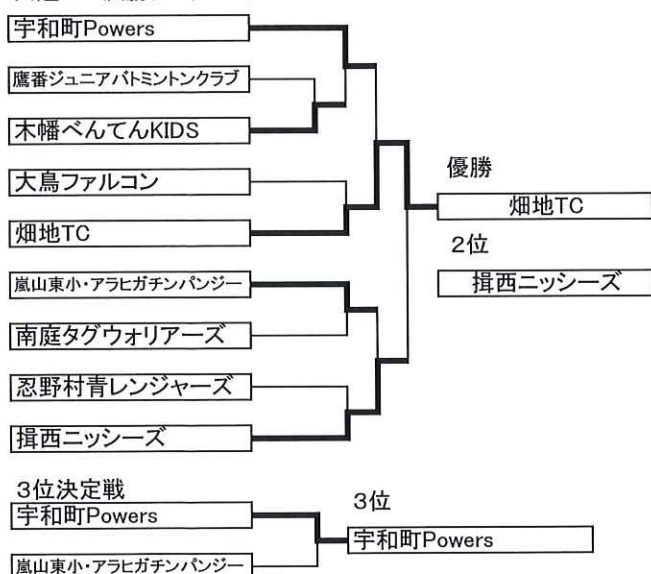 宇和町Powers
鷹番ジュニアバトミントンクラブ
木幡べんてんKIDS
大鳥ファルコン
優勝
畑地TC
畑地TC
2位
嵐山東小・アラヒガチンパンジー
揖西ニッシーズ
南庭タグウォリアーズ
忍野村青レンジャーズ
揖西ニッシーズ
3位決定戦
宇和町Powers
3位
宇和町Powers
嵐山東小・アラヒガチンパンジー